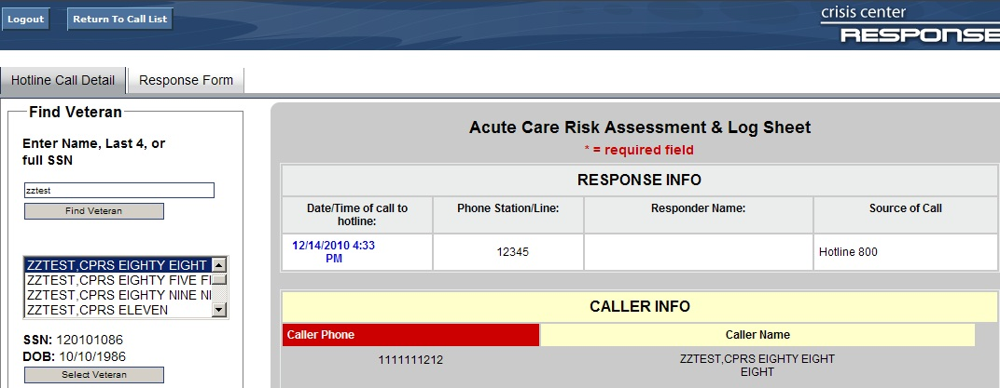 Logout
Return To Call List
crisis center
RESPONSE
Hotline Call Detail
Response Form
Find Veteran
Enter Name, Last 4, or
full SSN
zztest
Find Veteran
ZZTEST,CPRS EIGHTY EIGHT
ZZTEST,CPRS EIGHTY FIVE FI
ZZTEST,CPRS EIGHTY NINE NI
ZZTEST,CPRS ELEVEN
SSN: 120101086
DOB: 10/10/1986
Select Veteran
Acute Care Risk Assessment & Log Sheet
* = required field
RESPONSE INFO
Date/Time of call to
hotline:
Phone Station/Line:
Responder Name:
Source of Call
12/14/2010 4:33
PM
12345
Hotline 800
CALLER INFO
Caller Phone
Caller Name
1111111212
ZZTEST,CPRS EIGHTY EIGHT
EIGHT